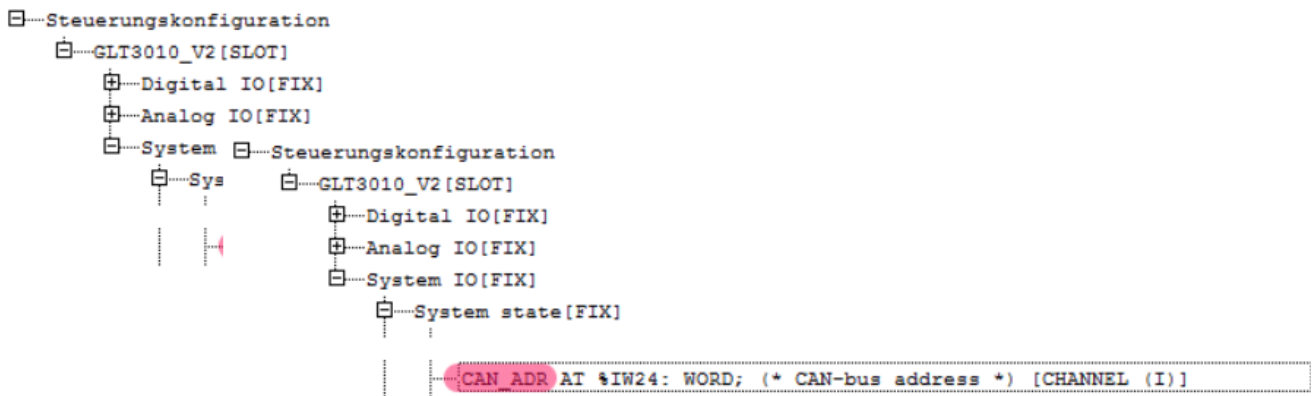 Steuerungskonfiguration
GLT3010_V2[SLOT]
Digital IO[FIX]
Analog IO[FIX]
System
Sys
Steuerungskonfiguration
GLT3010_V2[SLOT]
Digital IO[FIX]
Analog IO[FIX]
System IO[FIX]
System state[FIX]
CAN_ADR AT %IW24: WORD; (* CAN-bus address *) [CHANNEL (I)]